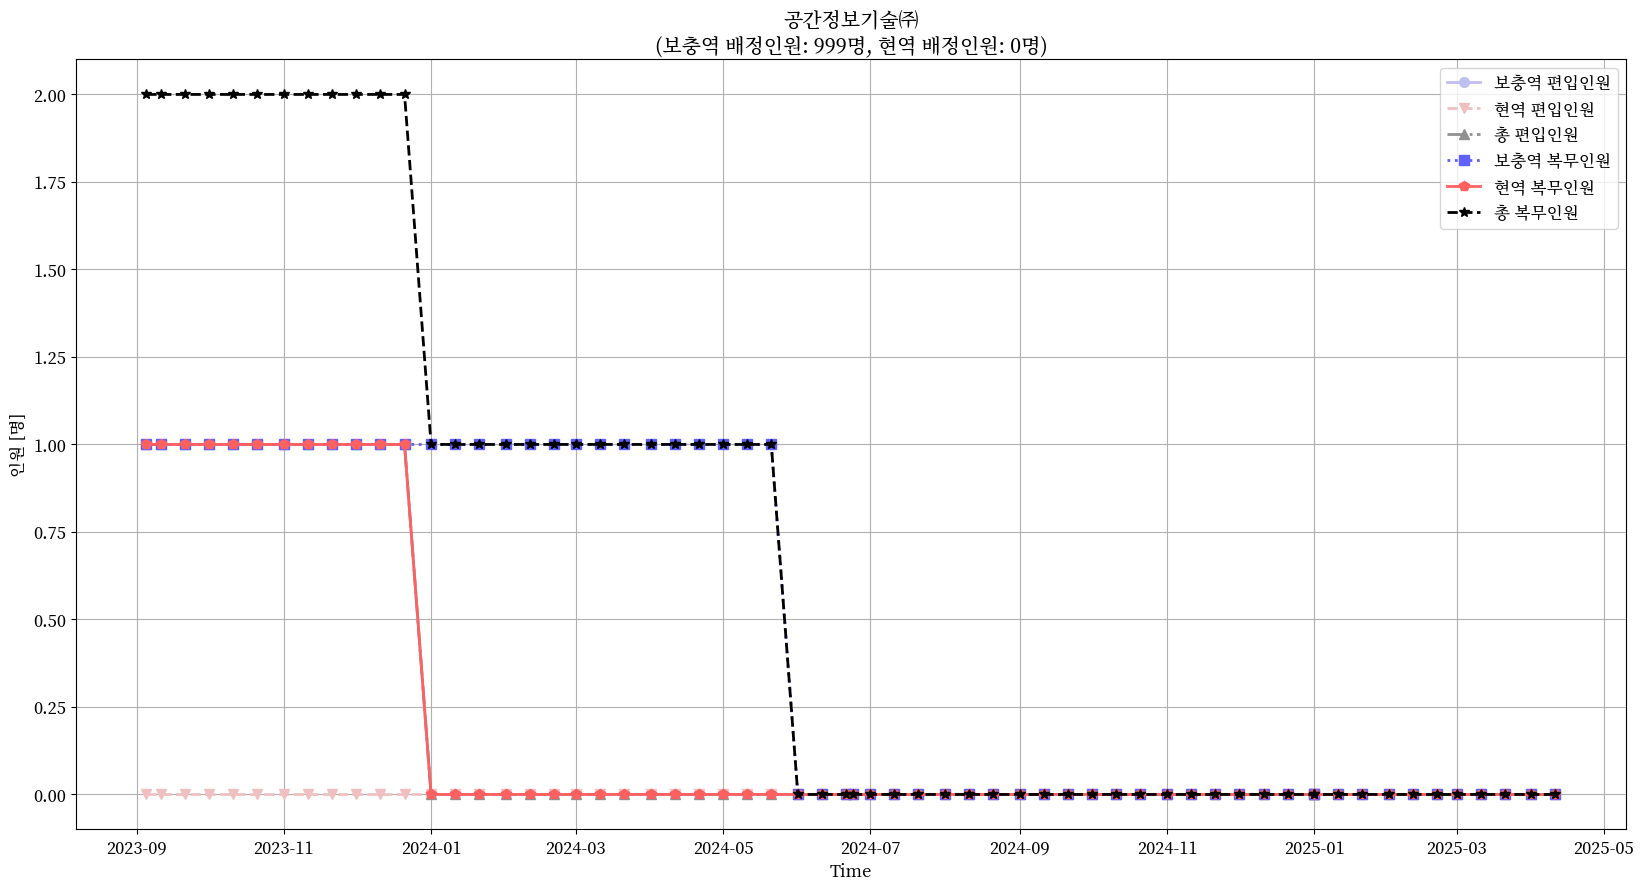 공간정보기술㈜
(보충역 배정인원: 999명, 현역 배정인원: 0명)
보충역 편입인원
현역 편입인원
총 편입인원
보충역 복무인원
현역 복무인원
총 복무인원
인원 [명]
2.00
1.75
1.50
1.25
1.00
0.75
0.50
0.25
0.00
2023-09 2023-11 2024-01 2024-03 2024-05 2024-07 2024-09 2024-11 2025-01 2025-03 2025-05
Time